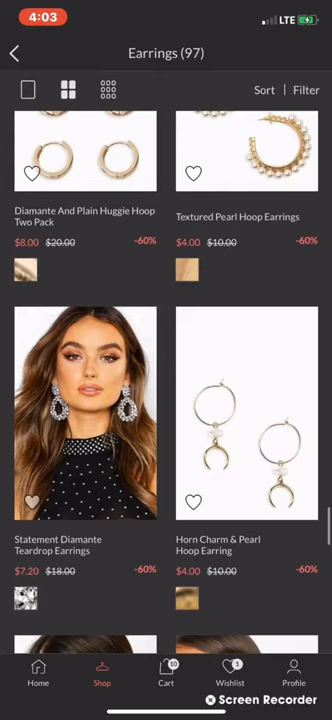 4:03
LTE
Earrings (97)
Sort | Filter
Diamante And Plain Huggie Hoop
Two Pack
$8.00 $20.00 -60%
Textured Pearl Hoop Earrings
$4.00 $10.00 -60%
Statement Diamante
Teardrop Earrings
$7.20 $18.00 -60%
Horn Charm & Pearl
Hoop Earring
$4.00 $10.00 -60%
10
1
Home Shop Cart Wishlist Profile
Screen Recorder